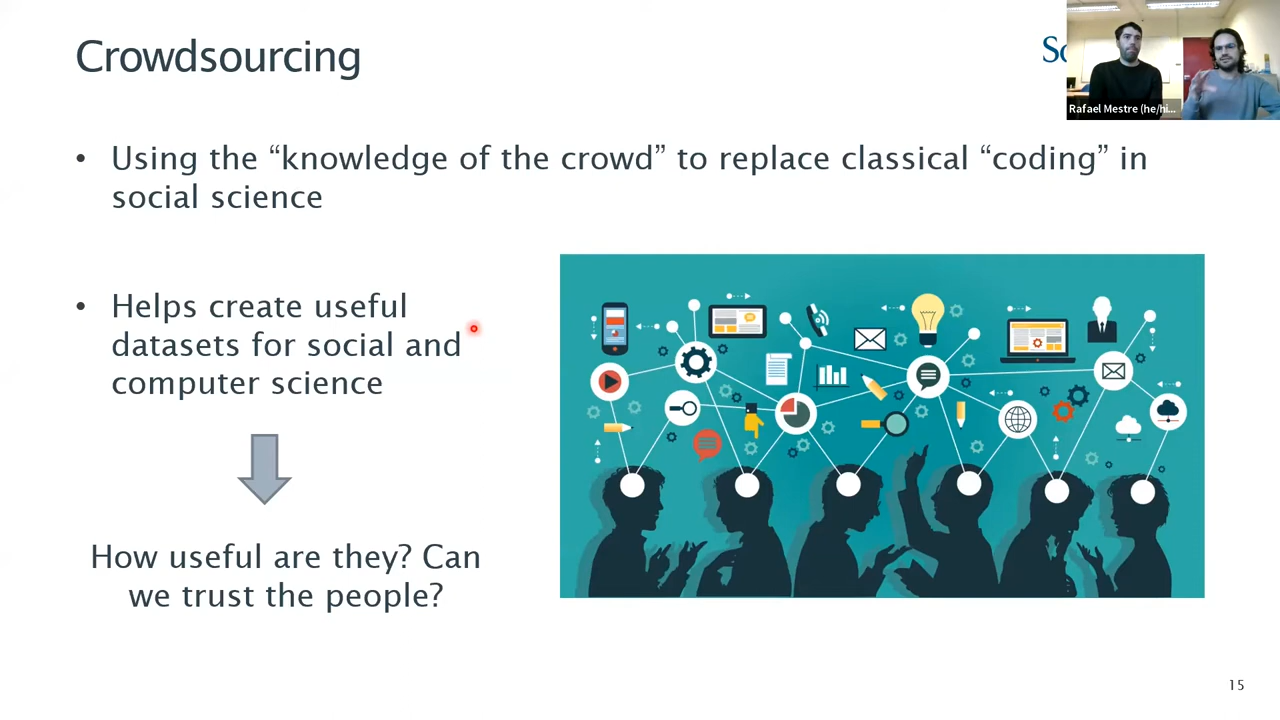 Crowdsourcing
Rafael Mestre (he/hi...
• Using the “knowledge of the crowd” to replace classical “coding” in
social science
• Helps create useful
datasets for social and
computer science
How useful are they? Can
we trust the people?
15